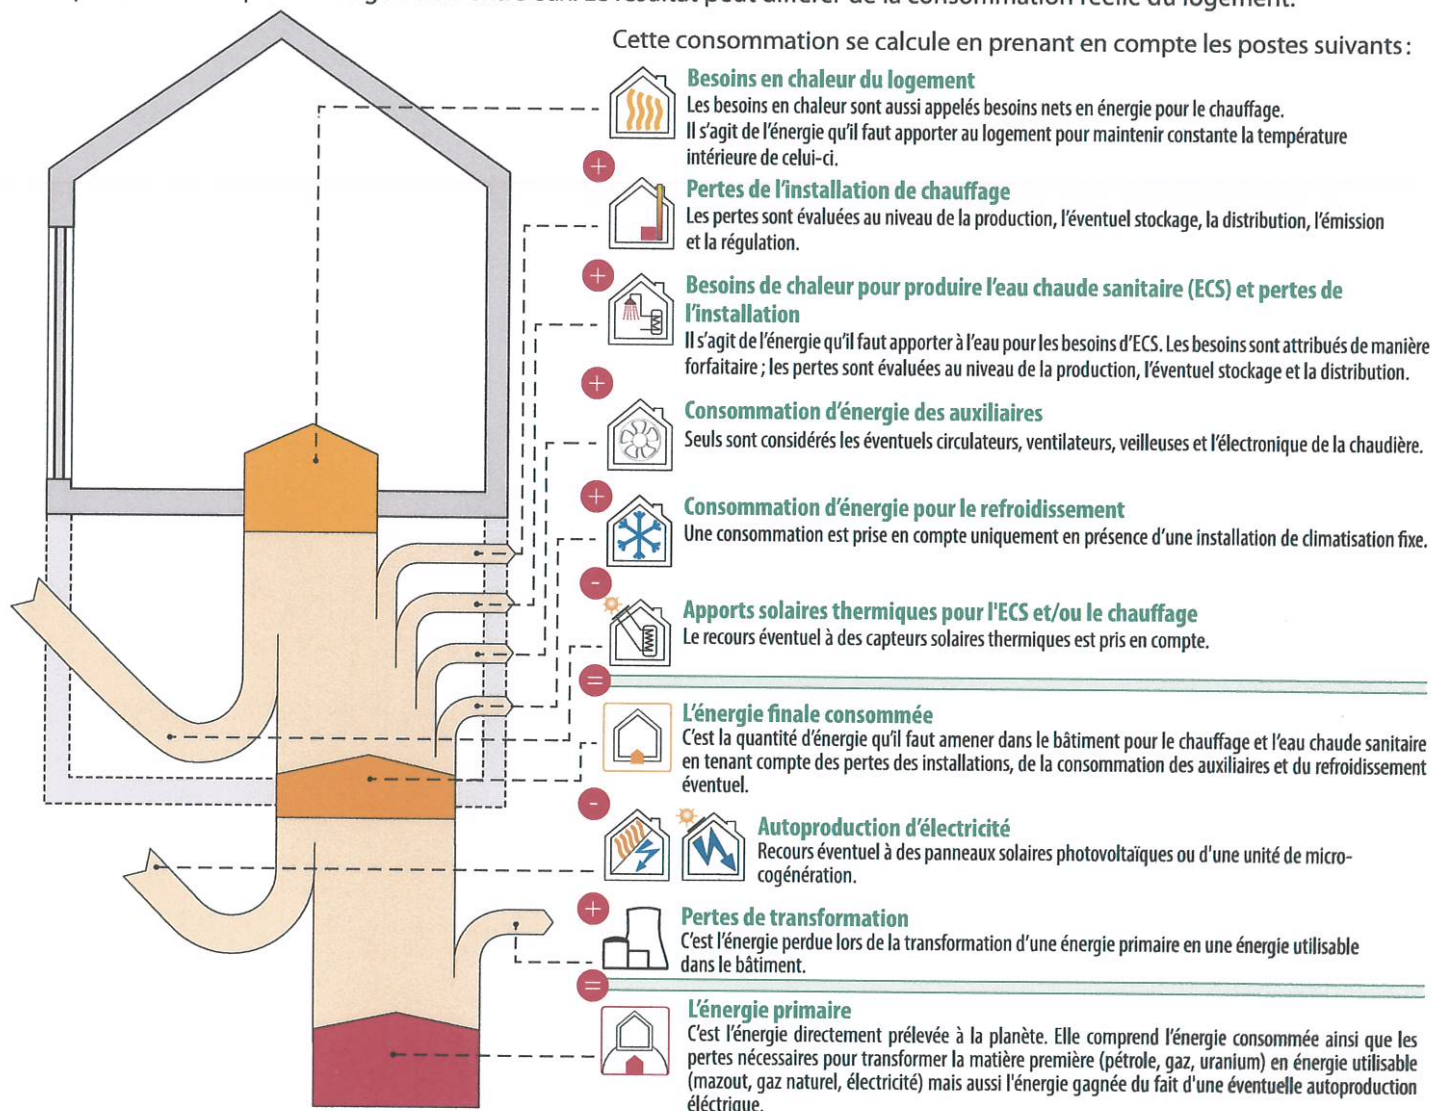 Le résultat peut différer de la consommation réelle du logement.
Cette consommation se calcule en prenant en compte les postes suivants :
Besoins en chaleur du logement
Les besoins en chaleur sont aussi appelés besoins nets en énergie pour le chauffage.
Il s'agit de l'énergie qu'il faut apporter au logement pour maintenir constante la température
intérieure de celui-ci.
+
Pertes de l'installation de chauffage
Les pertes sont évaluées au niveau de la production, l'éventuel stockage, la distribution, l'émission
et la régulation.
+
Besoins de chaleur pour produire l'eau chaude sanitaire (ECS) et pertes de
l'installation
Il s'agit de l'énergie qu'il faut apporter à l'eau pour les besoins d'ECS. Les besoins sont attribués de manière
forfaitaire ; les pertes sont évaluées au niveau de la production, l'éventuel stockage et la distribution.
+
Consommation d'énergie des auxiliaires
Seuls sont considérés les éventuels circulateurs, ventilateurs, veilleuses et l'électronique de la chaudière.
+
Consommation d'énergie pour le refroidissement
Une consommation est prise en compte uniquement en présence d'une installation de climatisation fixe.
-
Apports solaires thermiques pour l'ECS et/ou le chauffage
Le recours éventuel à des capteurs solaires thermiques est pris en compte.
=
L'énergie finale consommée
C'est la quantité d'énergie qu'il faut amener dans le bâtiment pour le chauffage et l'eau chaude sanitaire
en tenant compte des pertes des installations, de la consommation des auxiliaires et du refroidissement
éventuel.
-
Autoproduction d'électricité
Recours éventuel à des panneaux solaires photovoltaïques ou d'une unité de micro-
cogénération.
+
Pertes de transformation
C'est l'énergie perdue lors de la transformation d'une énergie primaire en une énergie utilisable
dans le bâtiment.
=
L'énergie primaire
C'est l'énergie directement prélevée à la planète. Elle comprend l'énergie consommée ainsi que les
pertes nécessaires pour transformer la matière première (pétrole, gaz, uranium) en énergie utilisable
(mazout, gaz naturel, électricité) mais aussi l'énergie gagnée du fait d'une éventuelle autoproduction
éléctrique.